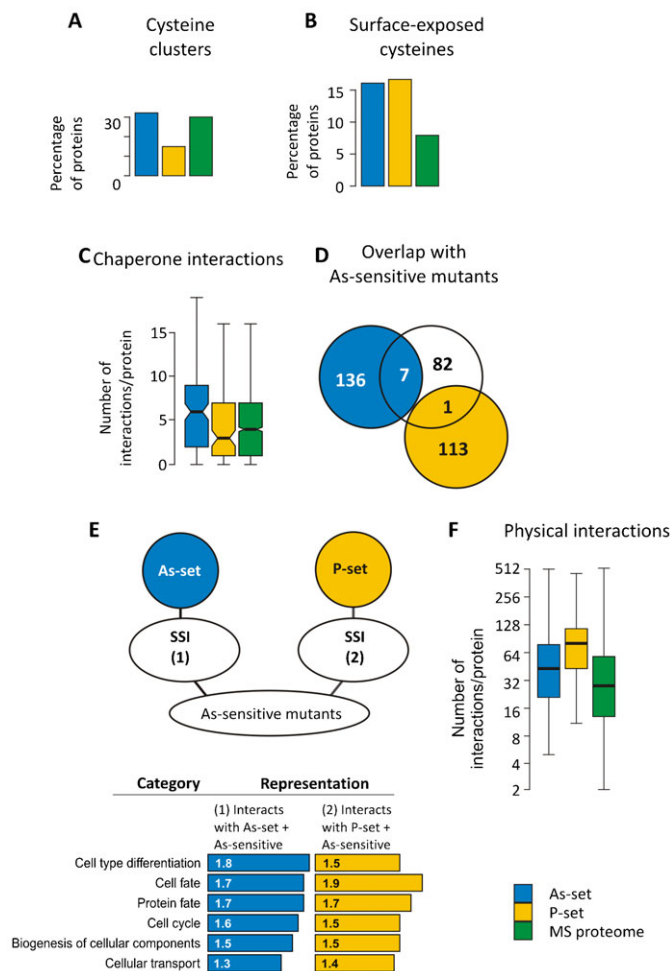 A
Cysteine
clusters
Percentage
of proteins
30
0
B
Surface-exposed
cysteines
Percentage
of proteins
15
10
5
0
C
Chaperone interactions
Number of
interactions/protein
15
10
5
0
D
Overlap with
As-sensitive mutants
136
7
82
1
113
E
As-set
P-set
SSI
(1)
SSI
(2)
As-sensitive mutants
Category Representation
(1) Interacts
with As-set +
As-sensitive
(2) Interacts
with P-set +
As-sensitive
Cell type differentiation 1.8 1.5
Cell fate 1.7 1.9
Protein fate 1.7 1.7
Cell cycle 1.6 1.5
Biogenesis of cellular components 1.5 1.5
Cellular transport 1.3 1.4
F
Physical interactions
Number of
interactions/protein
512
256
128
64
32
16
8
4
2
As-set
P-set
MS proteome